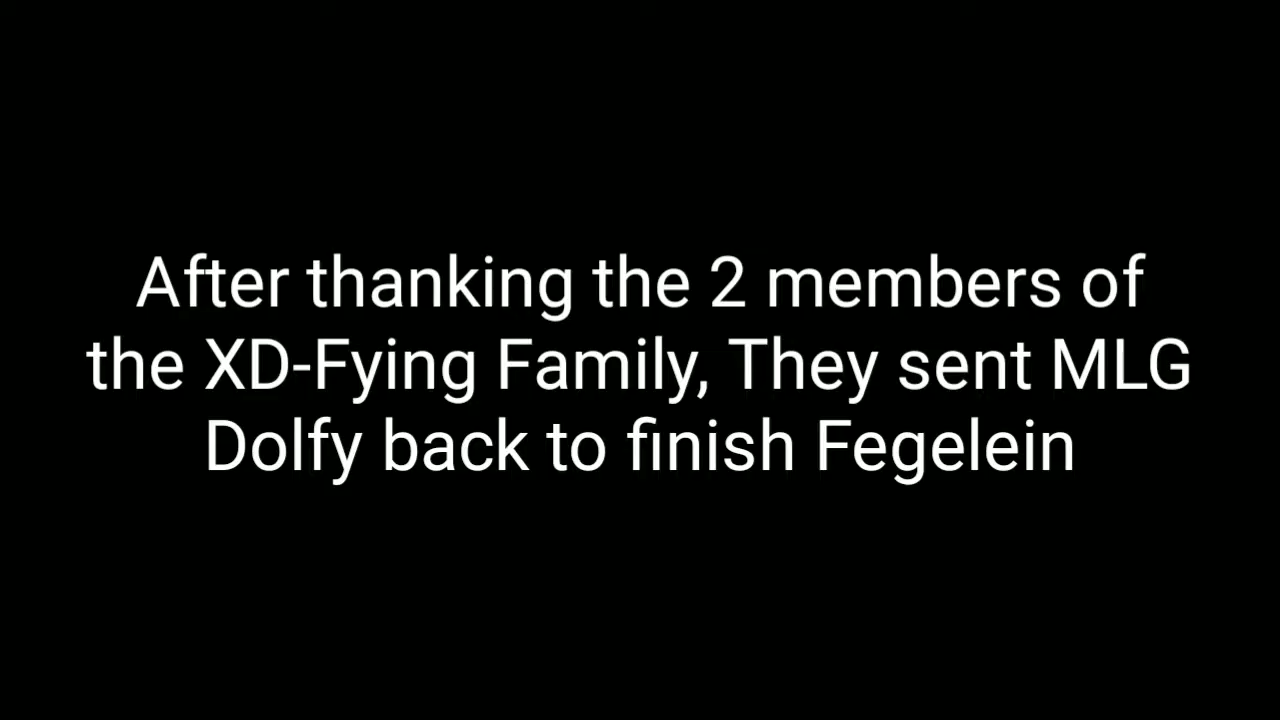 After thanking the 2 members of
the XD-Fying Family, They sent MLG
Dolfy back to finish Fegelein